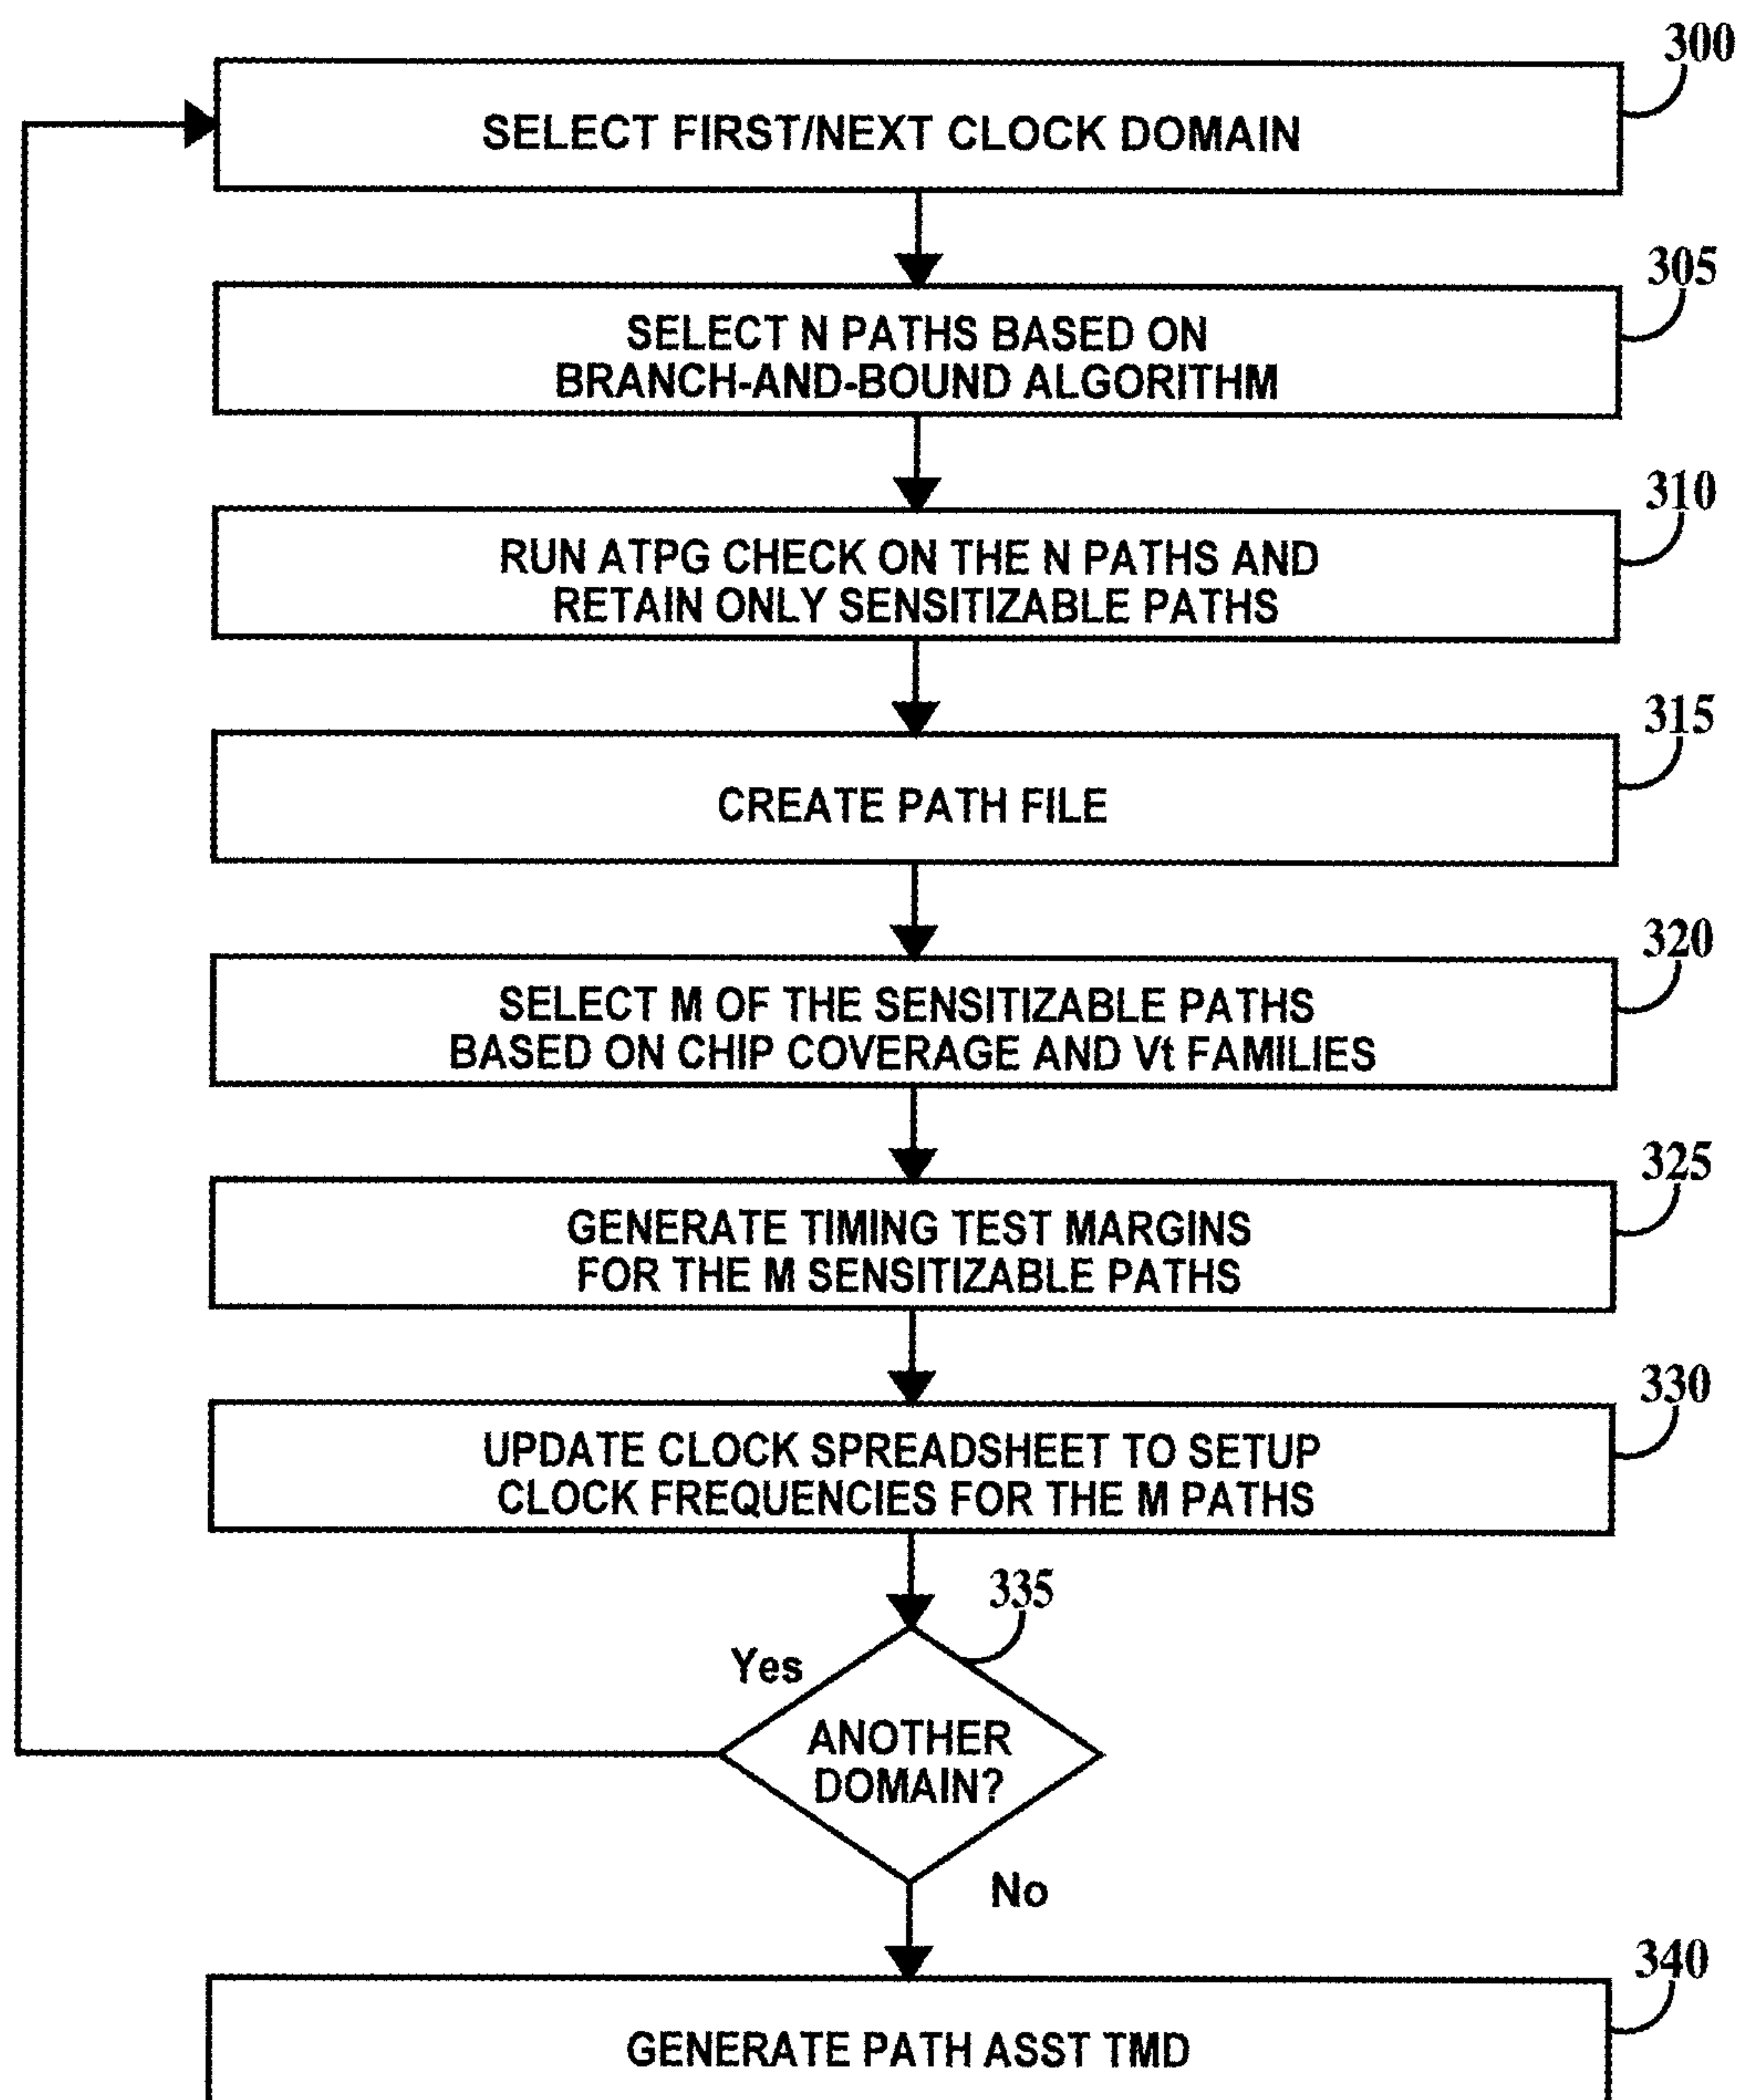 300
SELECT FIRST/NEXT CLOCK DOMAIN
305
SELECT N PATHS BASED ON
BRANCH-AND-BOUND ALGORITHM
310
RUN ATPG CHECK ON THE N PATHS AND
RETAIN ONLY SENSITIZABLE PATHS
315
CREATE PATH FILE
320
SELECT M OF THE SENSITIZABLE PATHS
BASED ON CHIP COVERAGE AND Vt FAMILIES
325
GENERATE TIMING TEST MARGINS
FOR THE M SENSITIZABLE PATHS
330
UPDATE CLOCK SPREADSHEET TO SETUP
CLOCK FREQUENCIES FOR THE M PATHS
335
Yes
ANOTHER
DOMAIN?
No
340
GENERATE PATH ASST TMD